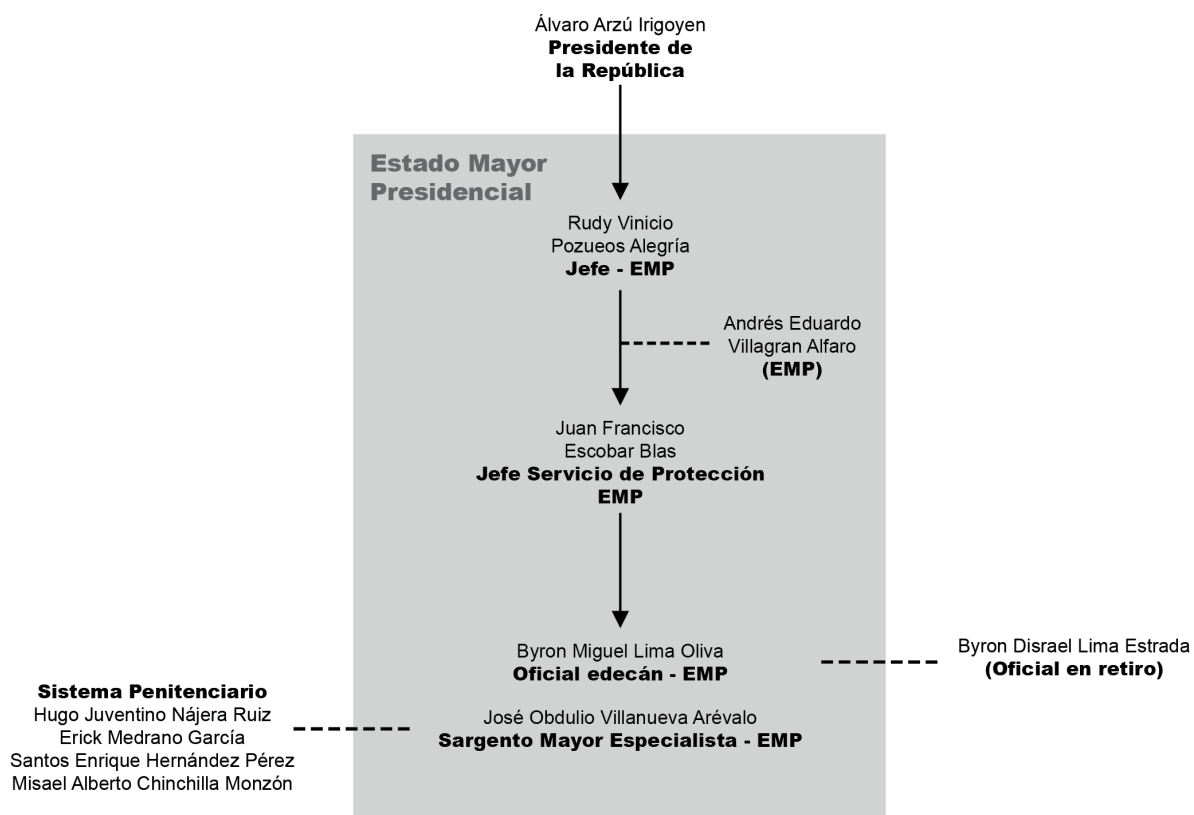 Álvaro Arzú Irigoyen
Presidente de
la República
Estado Mayor
Presidencial
Rudy Vinicio
Pozueos Alegría
Jefe - EMP
Andrés Eduardo
Villagran Alfaro
(EMP)
Juan Francisco
Escobar Blas
Jefe Servicio de Protección
EMP
Byron Miguel Lima Oliva
Oficial edecán - EMP
Byron Disrael Lima Estrada
(Oficial en retiro)
Sistema Penitenciario
Hugo Juventino Nájera Ruiz
Erick Medrano García
Santos Enrique Hernández Pérez
Misael Alberto Chinchilla Monzón
José Obdulio Villanueva Arévalo
Sargento Mayor Especialista - EMP